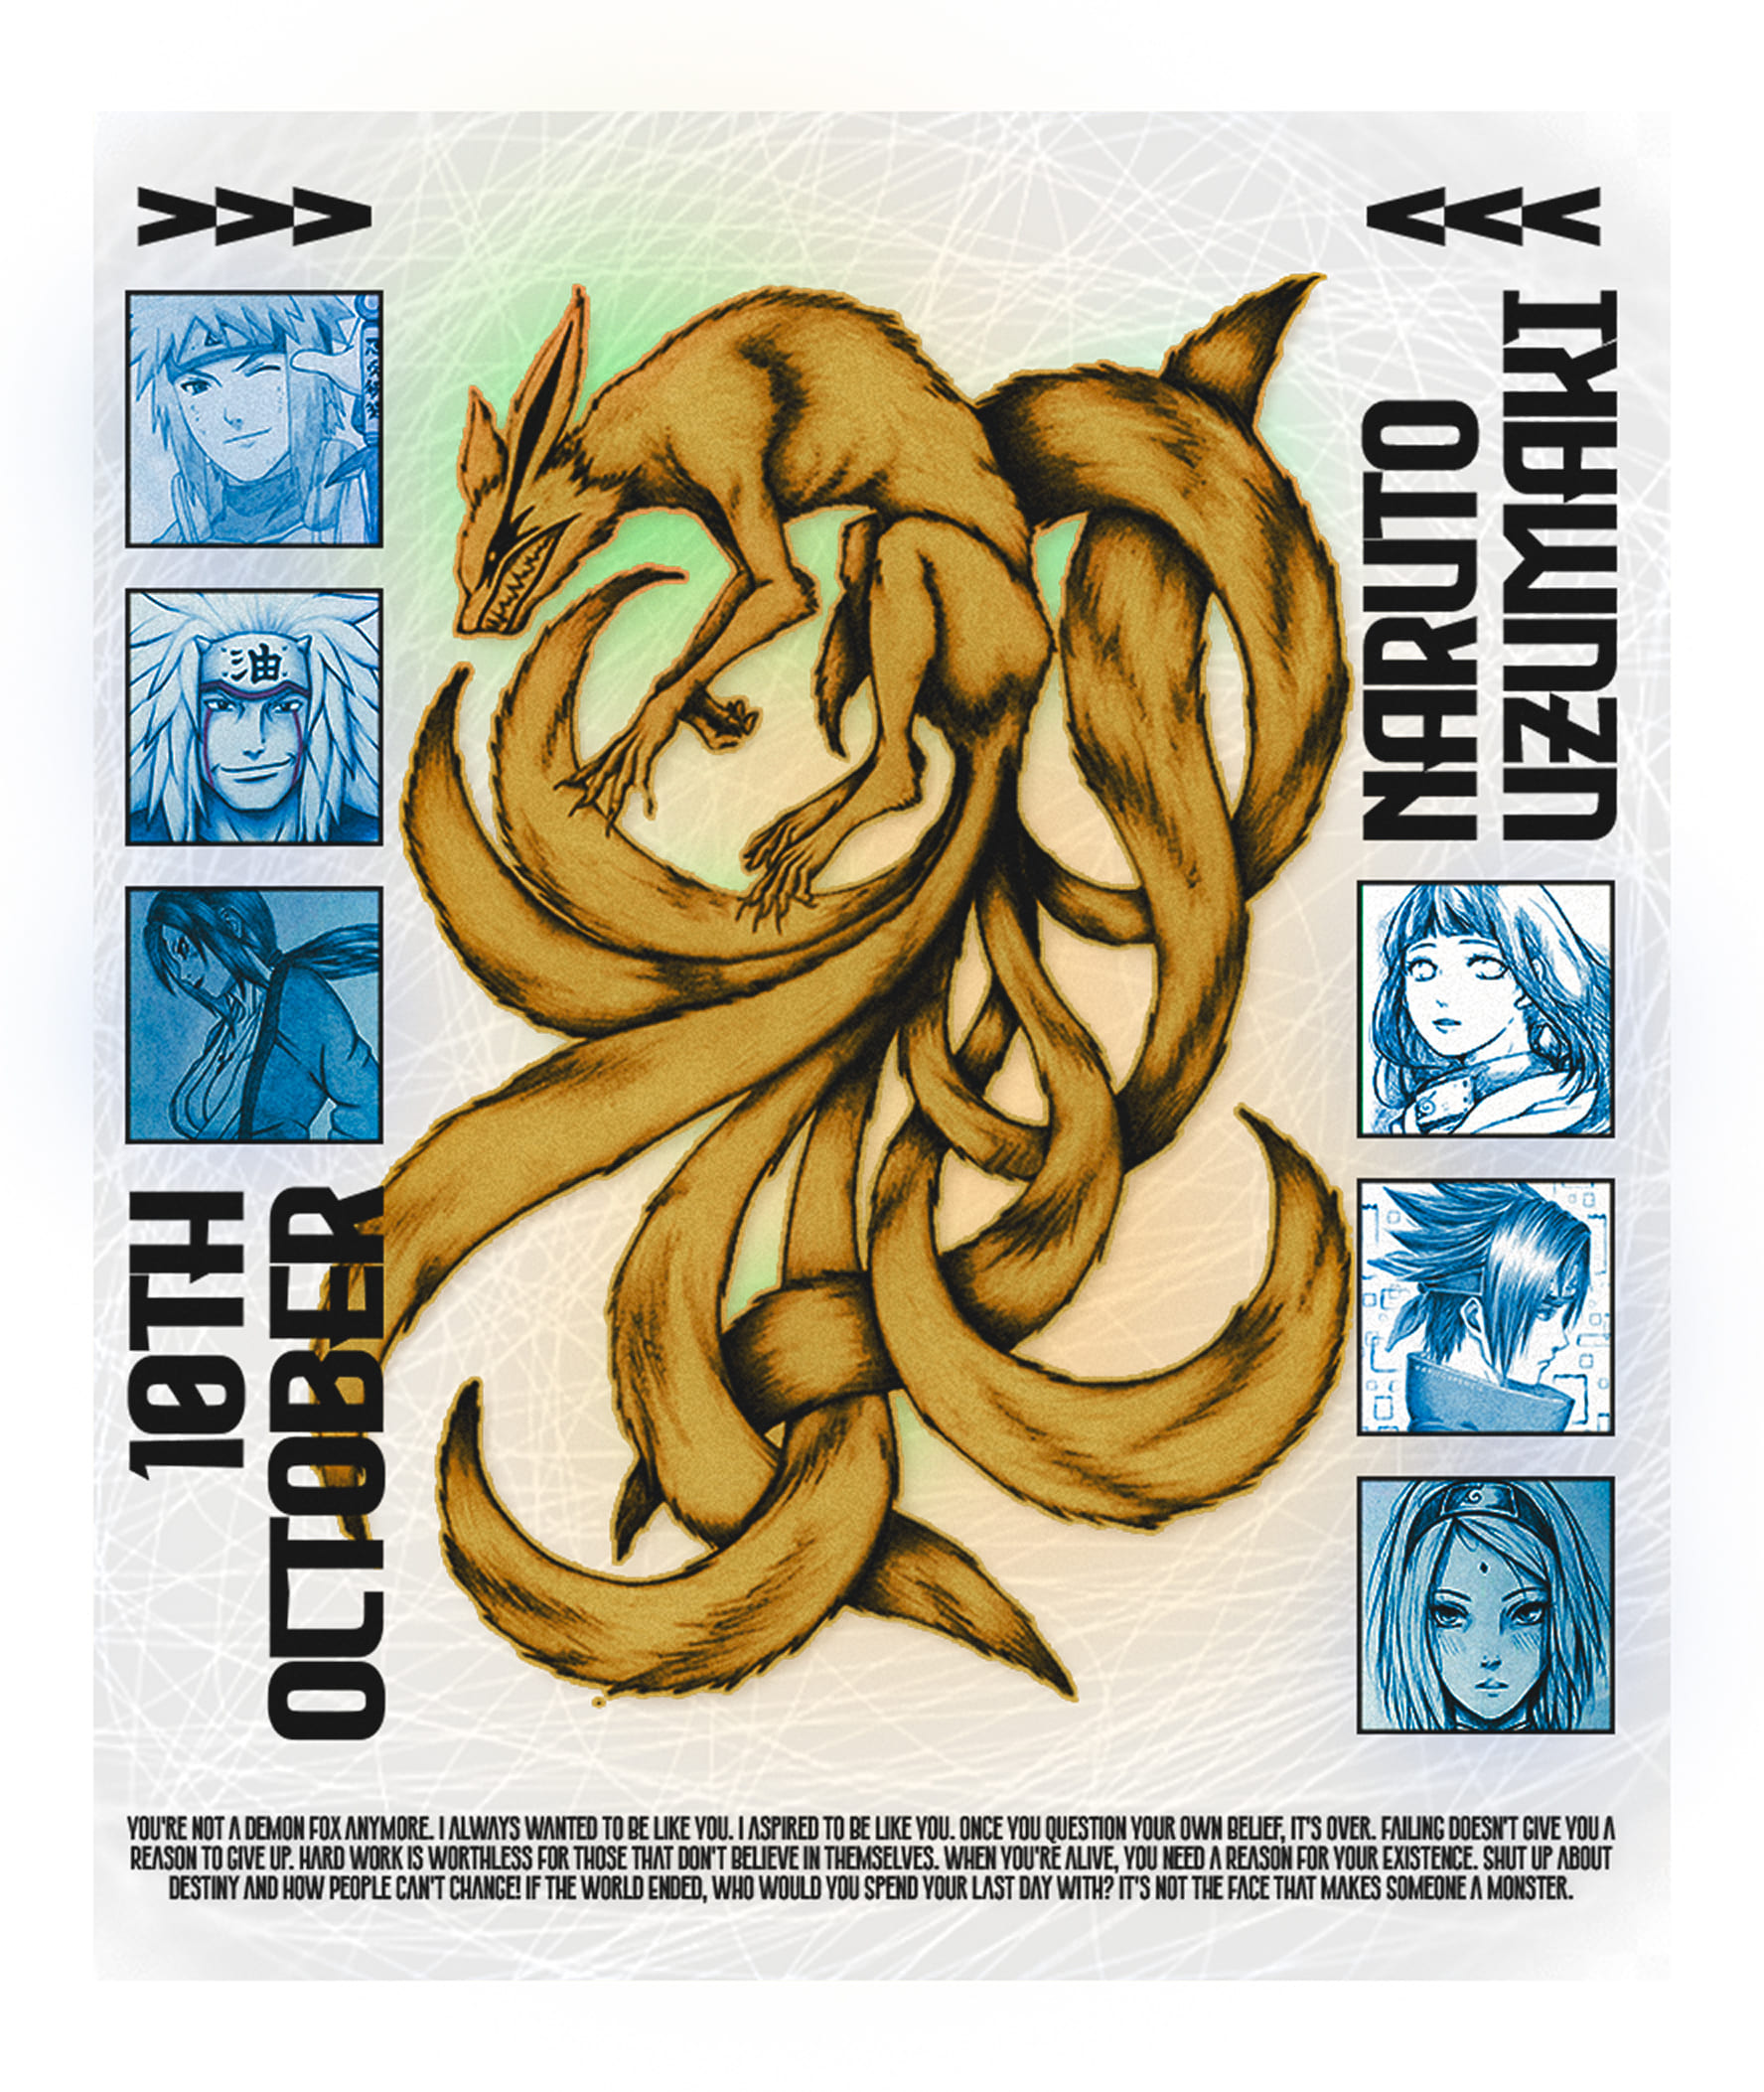 >>>
<<<
NARUTO
UZUMAKI
油
10TH
OCTOBER
YOU'RE NOT A DEMON FOX ANYMORE. I ALWAYS WANTED TO BE LIKE YOU. I ASPIRED TO BE LIKE YOU. ONCE YOU QUESTION YOUR OWN BELIEF, IT'S OVER. FAILING DOESN'T GIVE YOU A
REASON TO GIVE UP. HARD WORK IS WORTHLESS FOR THOSE THAT DON'T BELIEVE IN THEMSELVES. WHEN YOU'RE ALIVE, YOU NEED A REASON FOR YOUR EXISTENCE. SHUT UP ABOUT
DESTINY AND HOW PEOPLE CAN'T CHANGE! IF THE WORLD ENDED, WHO WOULD YOU SPEND YOUR LAST DAY WITH? IT'S NOT THE FACE THAT MAKES SOMEONE A MONSTER.